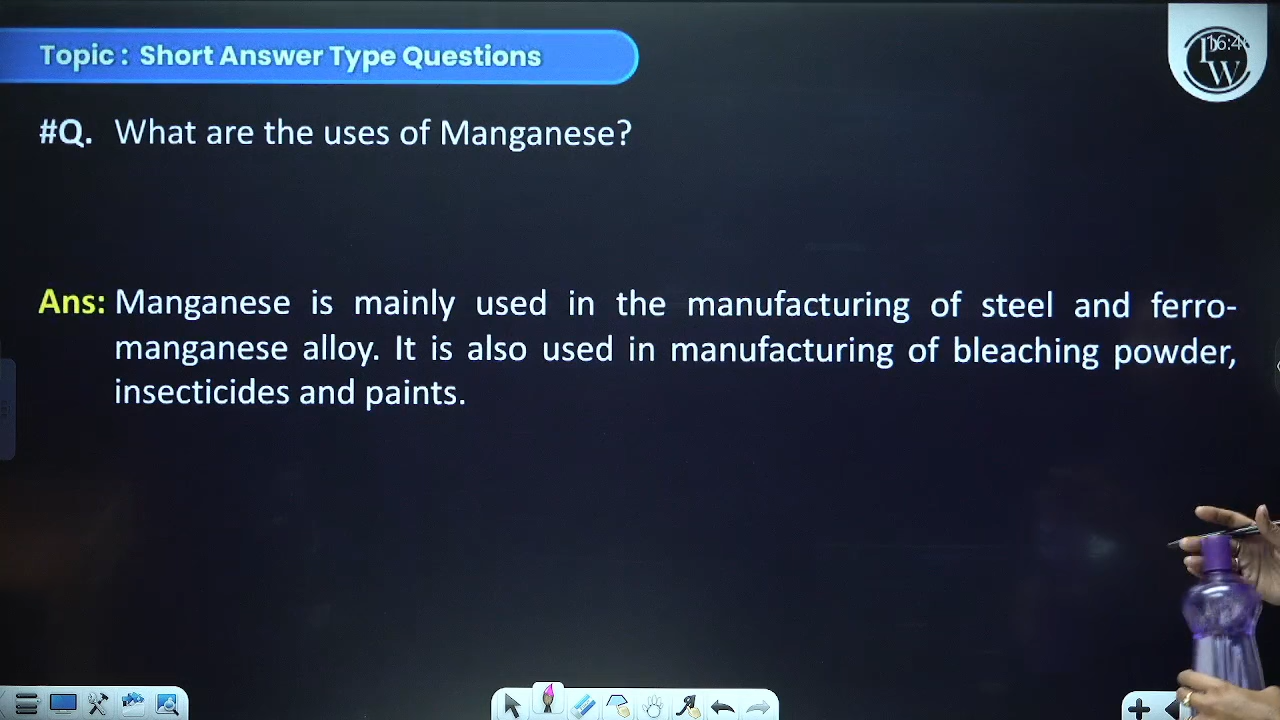 Topic : Short Answer Type Questions
#Q. What are the uses of Manganese?
Ans: Manganese is mainly used in the manufacturing of steel and ferro-
manganese alloy. It is also used in manufacturing of bleaching powder,
insecticides and paints.